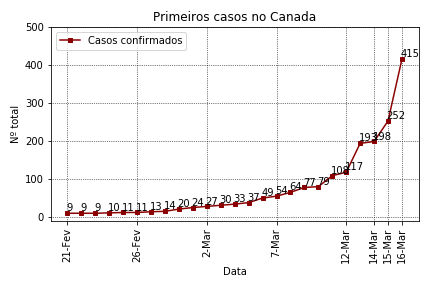 Primeiros casos no Canada
Casos confirmados
Nº total
500
400
300
200
100
0
9 9 9 10 11 11 13 14 20 24 27 30 33 37 49 54 64 77 79 108 117 193 198 252 415
21-Fev 26-Fev 2-Mar 7-Mar 12-Mar 14-Mar 15-Mar 16-Mar
Data